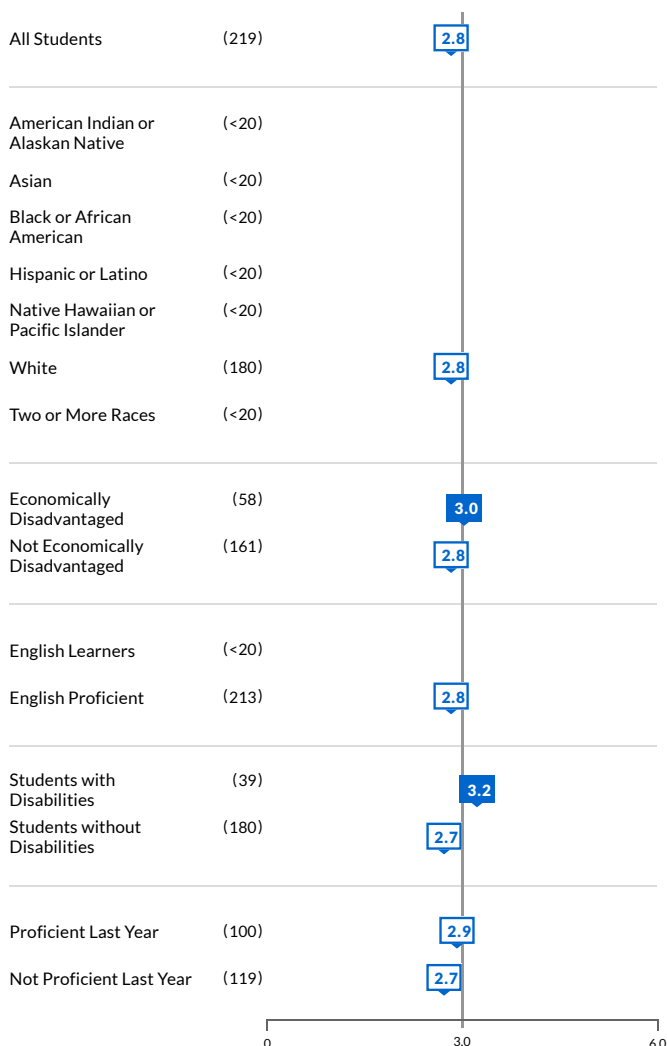 All Students (219) 2.8
American Indian or (<20)
Alaskan Native
Asian (<20)
Black or African (<20)
American
Hispanic or Latino (<20)
Native Hawaiian or (<20)
Pacific Islander
White (180) 2.8
Two or More Races (<20)
Economically (58) 3.0
Disadvantaged
Not Economically (161) 2.8
Disadvantaged
English Learners (<20)
English Proficient (213) 2.8
Students with (39) 3.2
Disabilities
Students without (180) 2.7
Disabilities
Proficient Last Year (100) 2.9
Not Proficient Last Year (119) 2.7
0 3.0 6.0